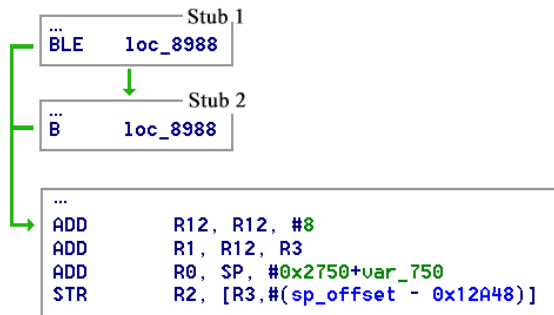 Stub 1
...
BLE loc_8988
Stub 2
...
B loc_8988
...
ADD R12, R12, #8
ADD R1, R12, R3
ADD R0, SP, #0x2750+var_750
STR R2, [R3,#(sp_offset - 0x12A48)]